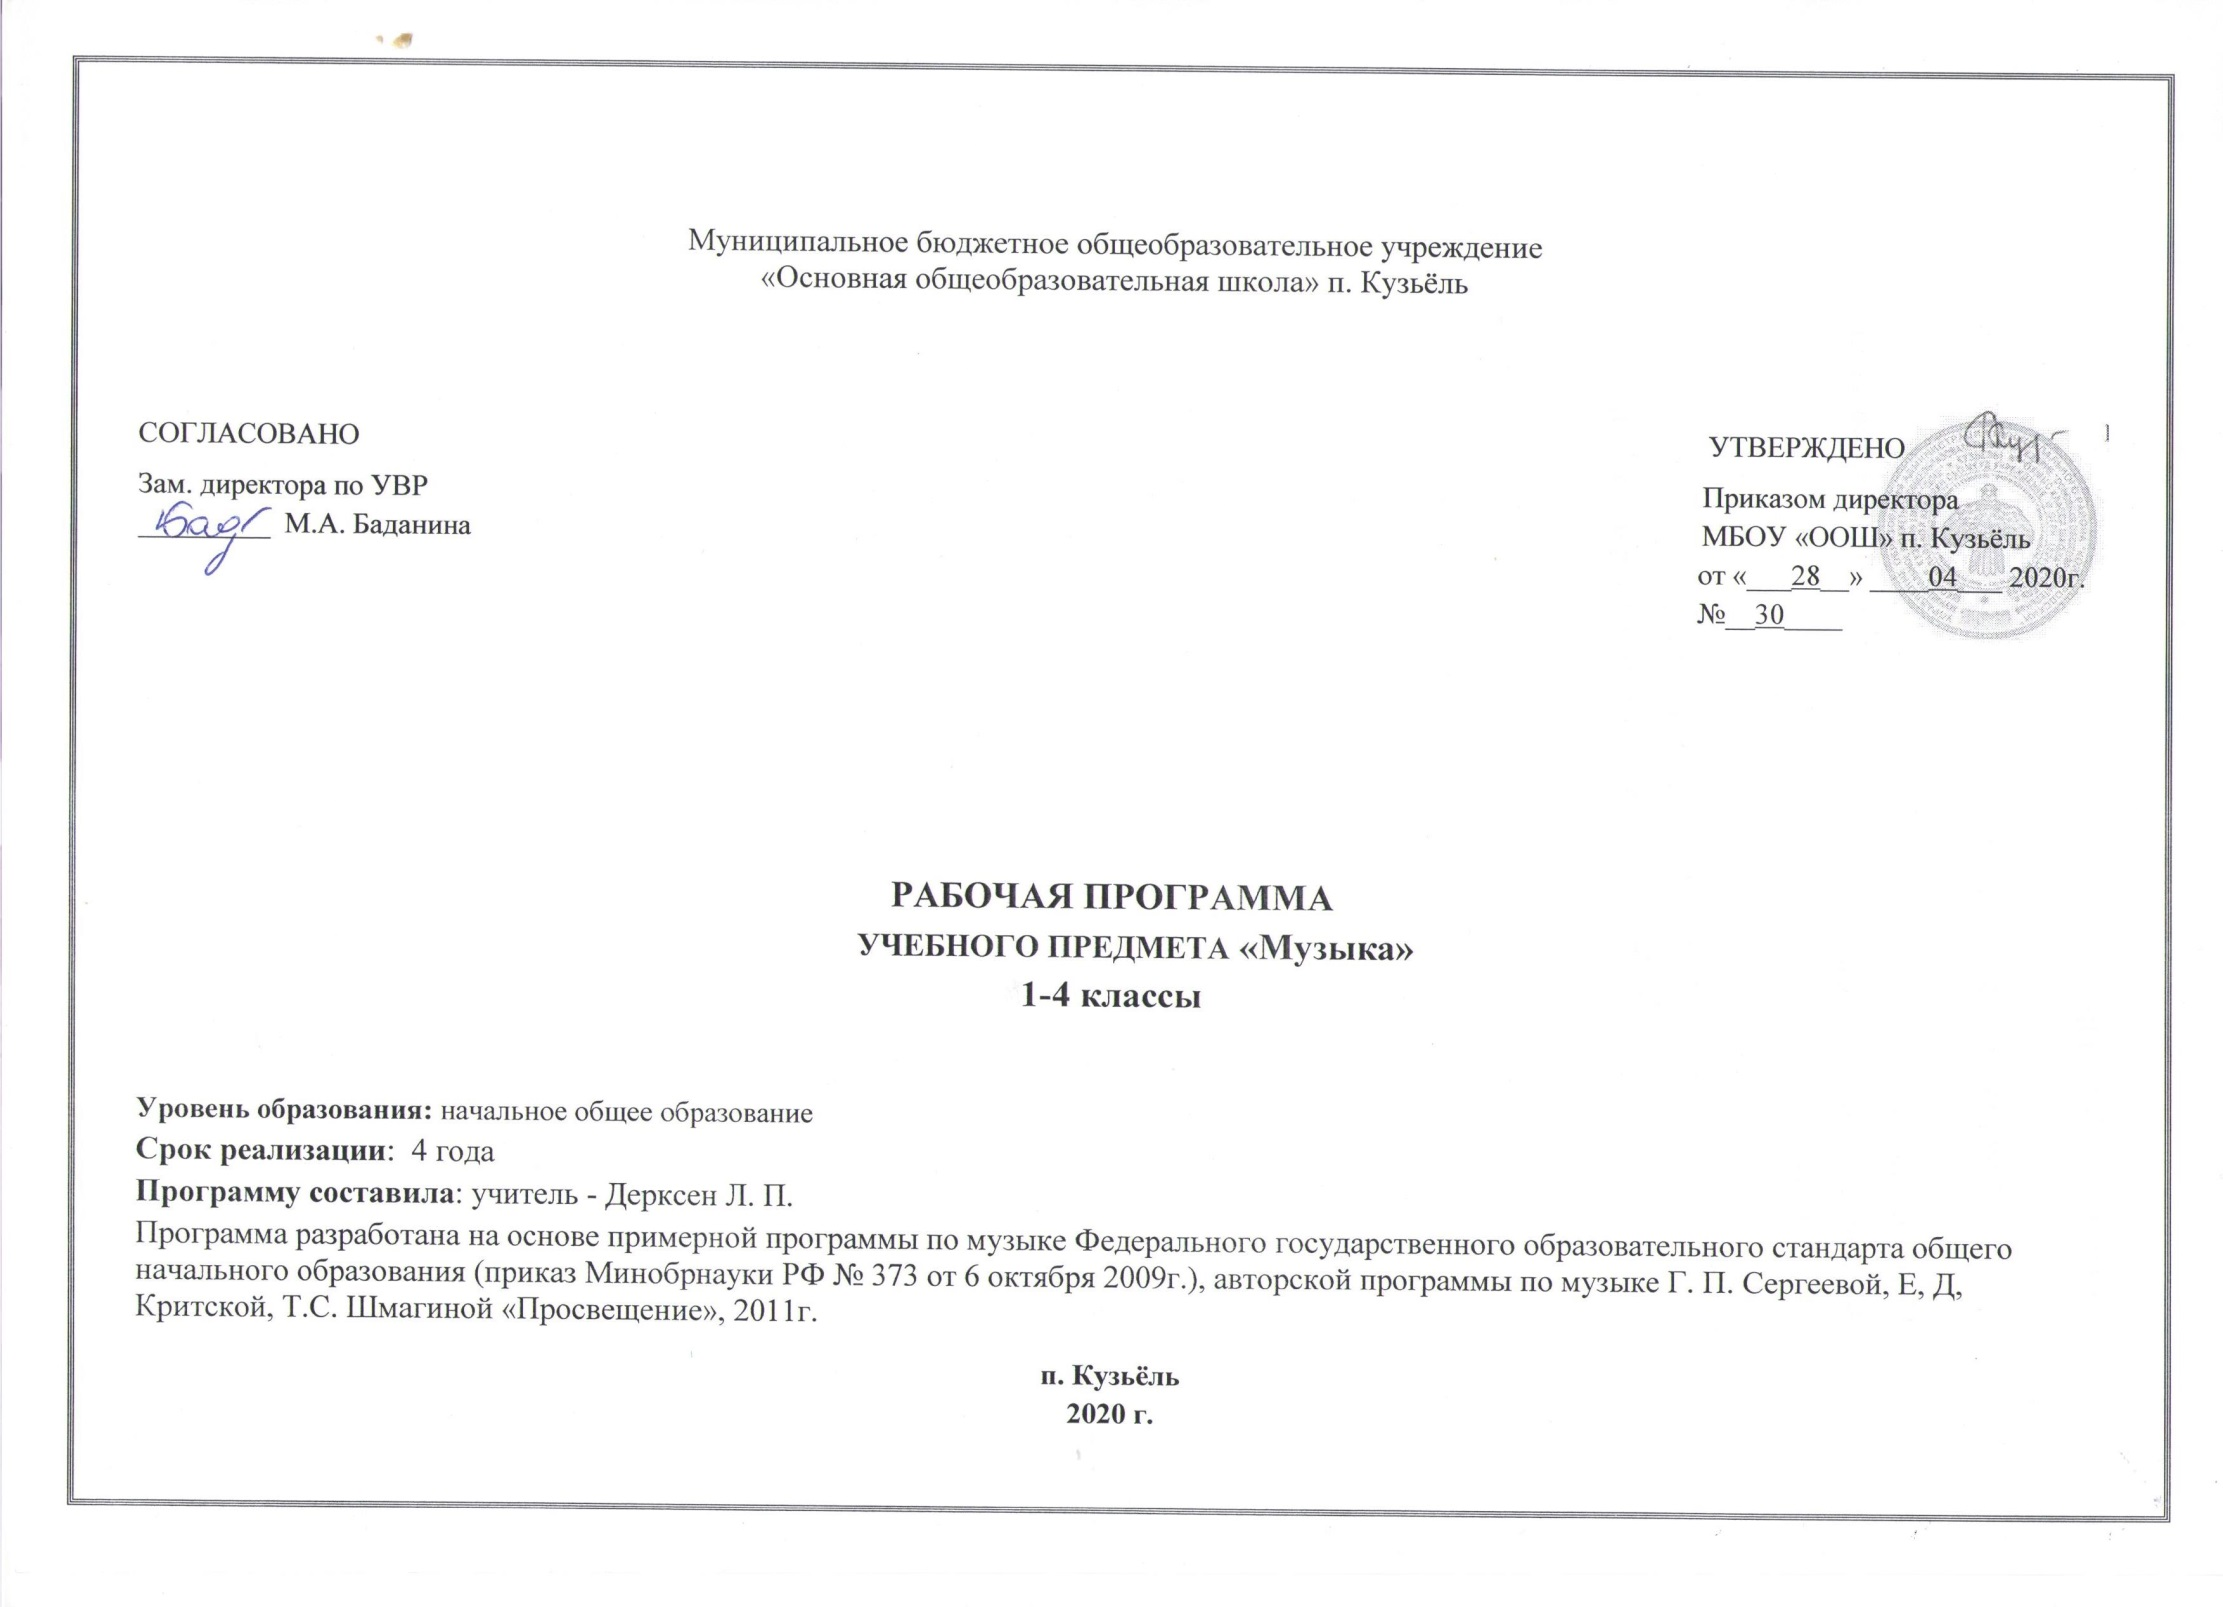 Муниципальное бюджетное общеобразовательное учреждение
«Основная общеобразовательная школа» п. Кузьёль
СОГЛАСОВАНО
Зам. директора по УВР
М.А. Баданина
УТВЕРЖДЕНО
Приказом директора
МБОУ «ООШ» п. Кузьёль
от «___28__» ____04___ 2020г.
№__30____
РАБОЧАЯ ПРОГРАММА
УЧЕБНОГО ПРЕДМЕТА «Музыка»
1-4 классы
Уровень образования: начальное общее образование
Срок реализации: 4 года
Программу составила: учитель - Дерксен Л. П.
Программа разработана на основе примерной программы по музыке Федерального государственного образовательного стандарта общего
начального образования (приказ Минобрнауки РФ № 373 от 6 октября 2009г.), авторской программы по музыке Г. П. Сергеевой, Е, Д,
Критской, Т.С. Шмагиной «Просвещение», 2011г.
п. Кузьёль
2020 г.